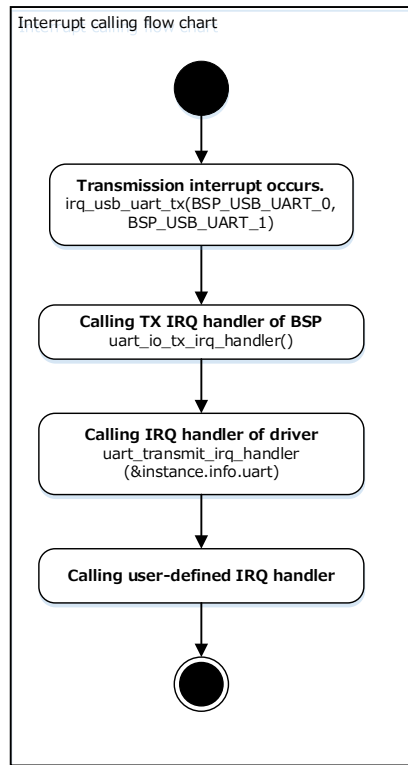 Interrupt calling flow chart
Transmission interrupt occurs.
irq_usb_uart_tx(BSP_USB_UART_0,
BSP_USB_UART_1)
Calling TX IRQ handler of BSP
uart_io_tx_irq_handler()
Calling IRQ handler of driver
uart_transmit_irq_handler
(&instance.info.uart)
Calling user-defined IRQ handler